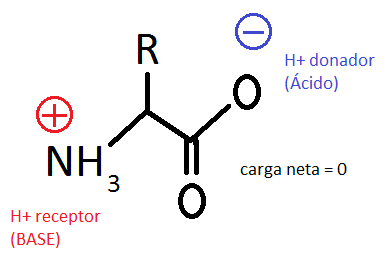 R
H+ donador
(Ácido)
O
NH3
O
carga neta = 0
H+ receptor
(BASE)